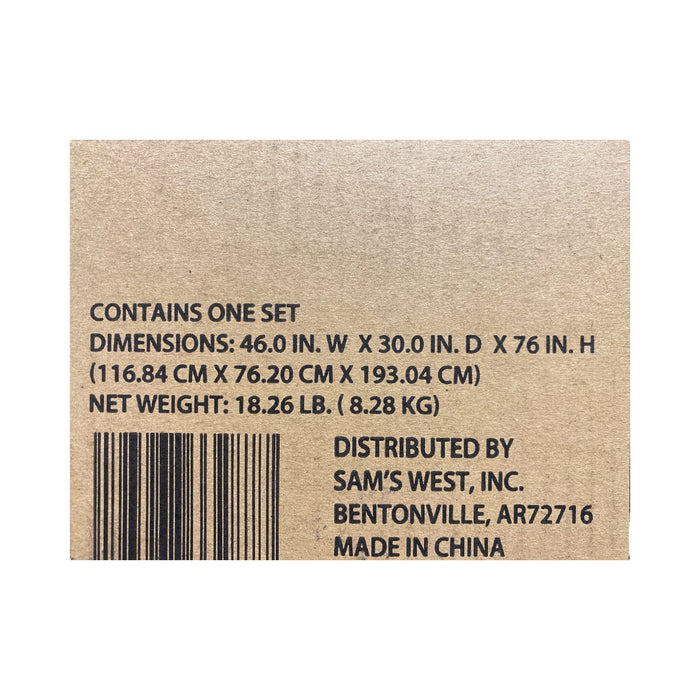 CONTAINS ONE SET
DIMENSIONS: 46.0 IN. W X 30.0 IN. D X 76 IN. H
(116.84 CM X 76.20 CM X 193.04 CM)
NET WEIGHT: 18.26 LB. ( 8.28 KG)
DISTRIBUTED BY
SAM'S WEST, INC.
BENTONVILLE, AR72716
MADE IN CHINA